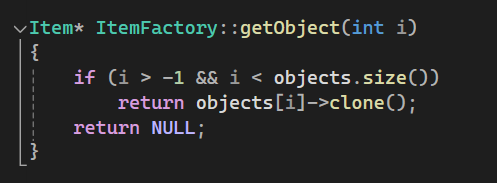 Item* ItemFactory::getObject(int i)
{
    if (i > -1 && i < objects.size())
        return objects[i]->clone();
    return NULL;
}